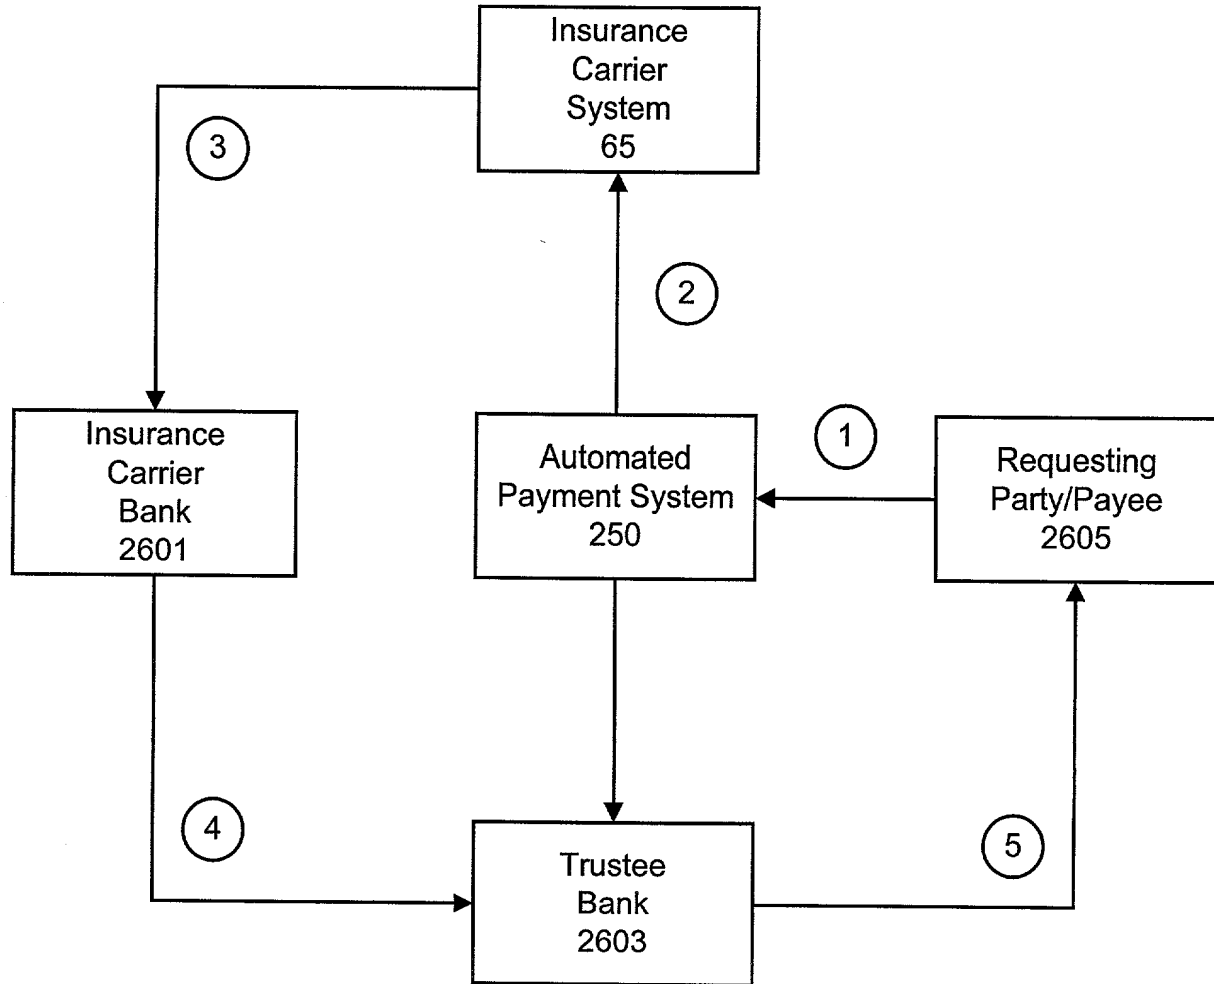 Insurance
Carrier
System
65
3
2
Insurance
Carrier
Bank
2601
Automated
Payment System
250
1
Requesting
Party/Payee
2605
4
Trustee
Bank
2603
5